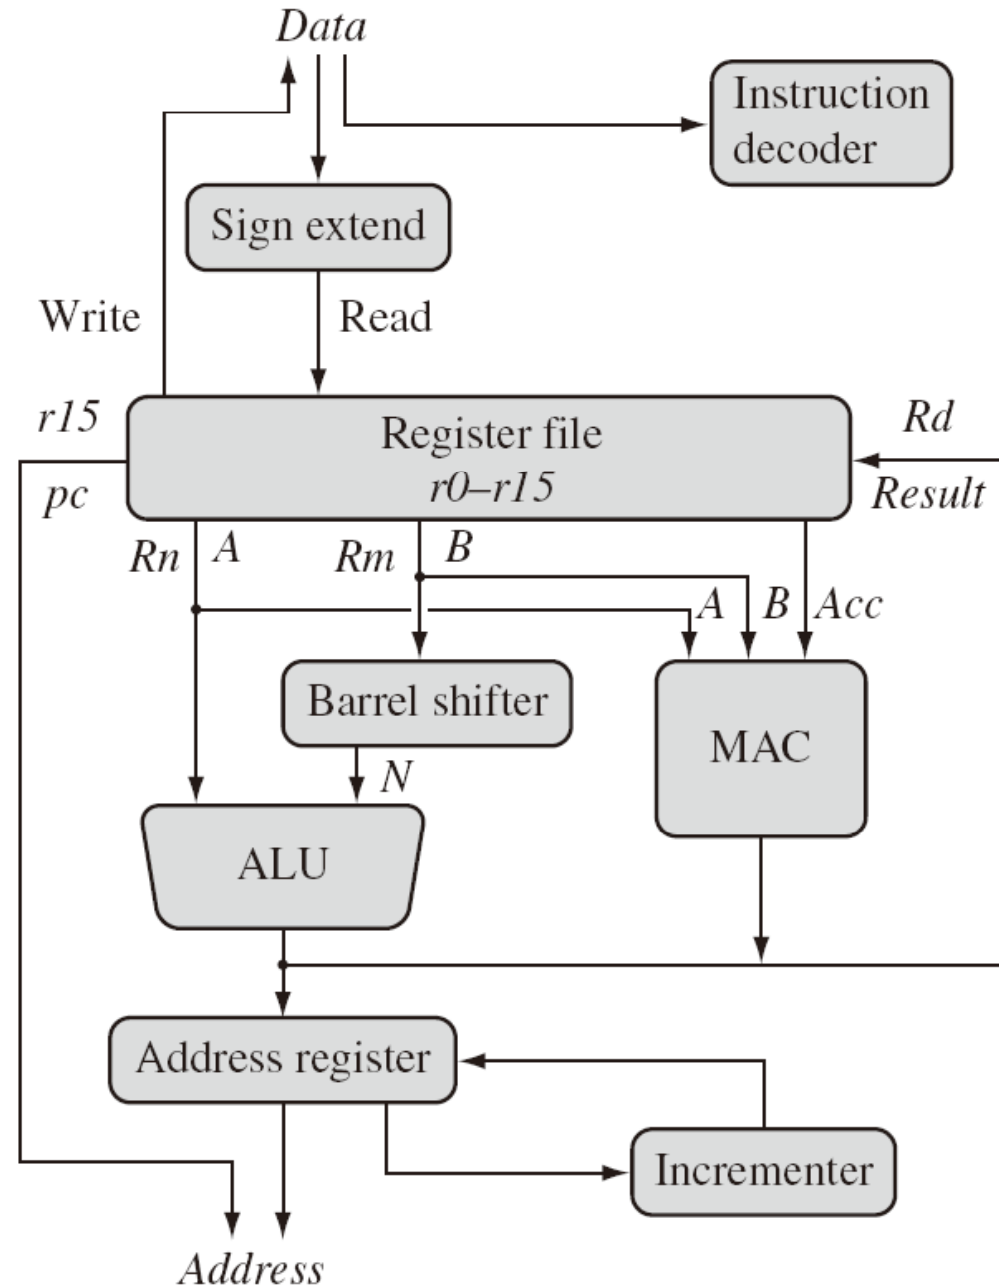 Data
Instruction
decoder
Sign extend
Write
Read
r15
Register file
Rd
pc
r0–r15
Result
Rn
A
Rm
B
A
B
Acc
Barrel shifter
MAC
N
ALU
Address register
Incrementer
Address